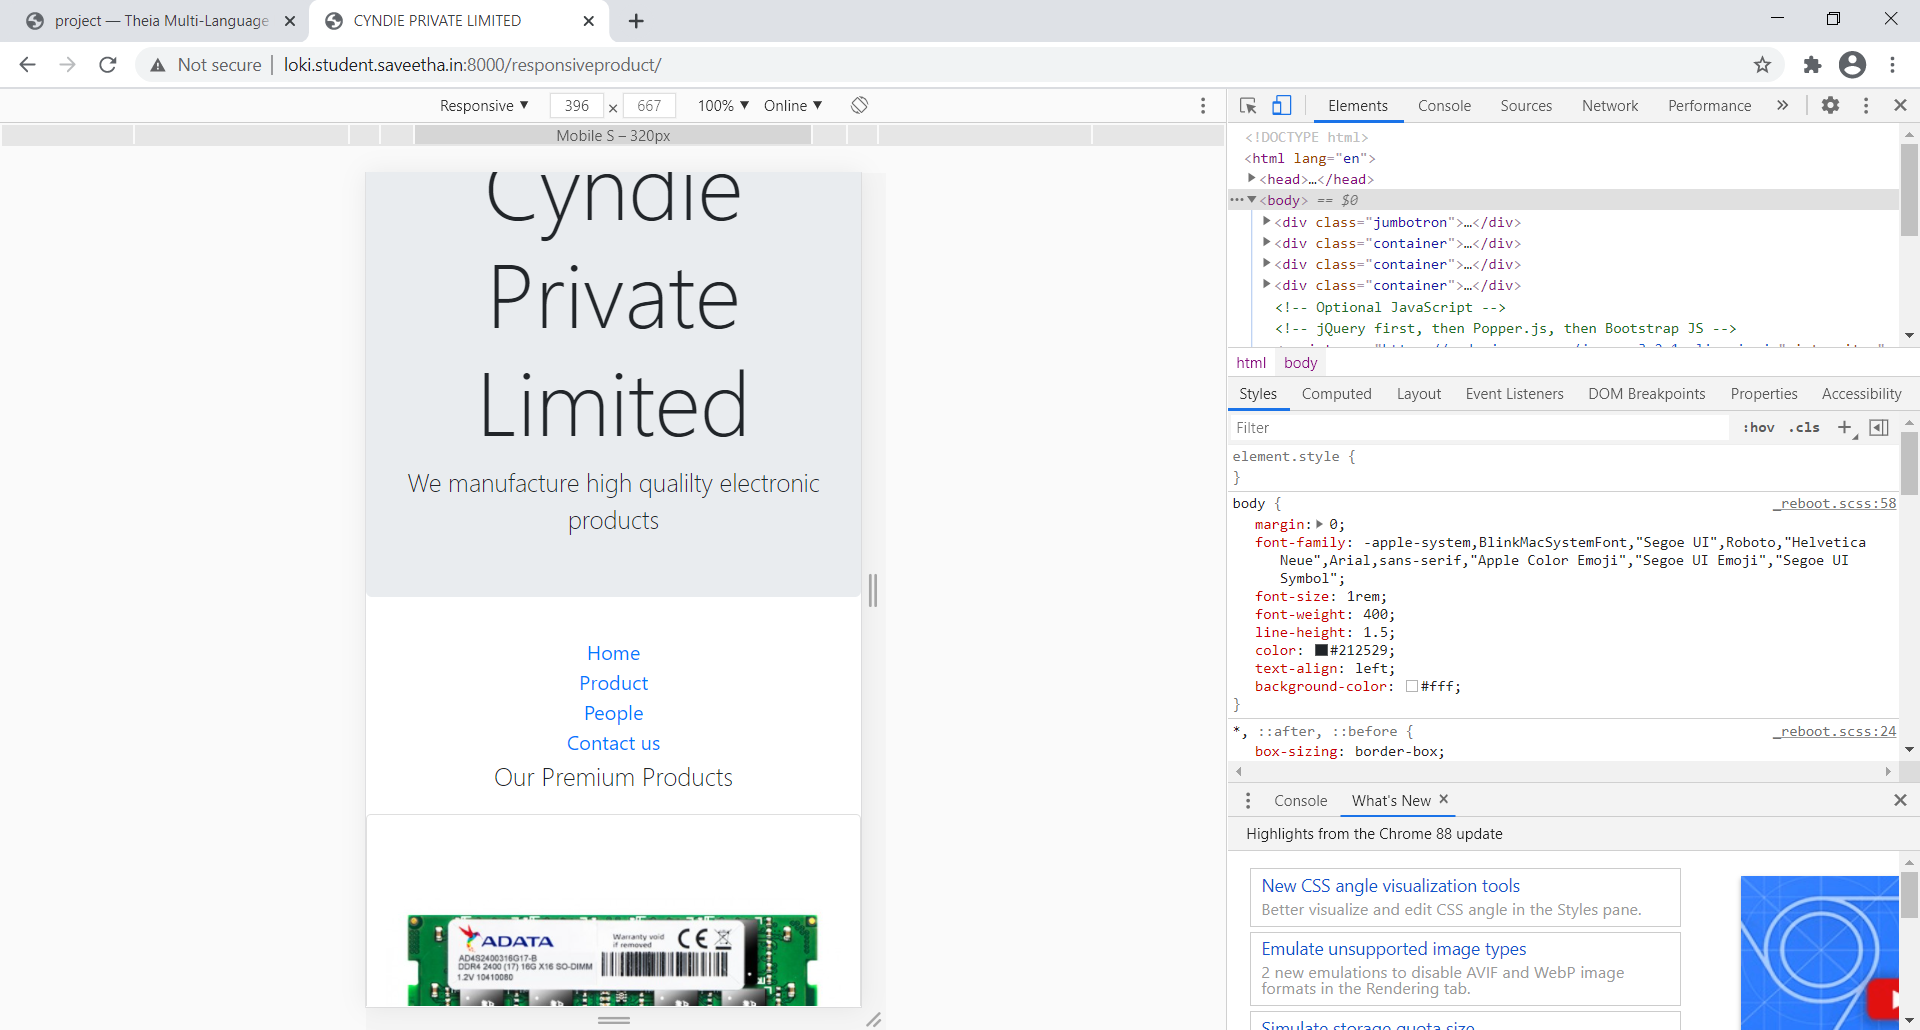 project — Theia Multi-Language
CYNDIE PRIVATE LIMITED
Not secure
loki.student.saveetha.in:8000/responsiveproduct/
Responsive ▼ 396 × 667 100% ▼ Online ▼
Mobile S – 320px
Cyndie
Private
Limited
We manufacture high qualilty electronic
products
Home
Product
People
Contact us
Our Premium Products
ADATA
Warranty void
if removed
AD4S2400316G17-B
DDR4 2400 (17) 16G X16 SO-DIMM
1.2V 10410080
Elements Console Sources Network Performance »
<!DOCTYPE html>
<html lang="en">
<head>…</head>
<body> == $0
<div class="jumbotron">…</div>
<div class="container">…</div>
<div class="container">…</div>
<div class="container">…</div>
<!-- Optional JavaScript -->
<!-- jQuery first, then Popper.js, then Bootstrap JS -->
html body
Styles Computed Layout Event Listeners DOM Breakpoints Properties Accessibility
Filter :hov .cls +
element.style {
}
body { _reboot.scss:58
margin: 0;
font-family: -apple-system,BlinkMacSystemFont,"Segoe UI",Roboto,"Helvetica
Neue",Arial,sans-serif,"Apple Color Emoji","Segoe UI Emoji","Segoe UI
Symbol";
font-size: 1rem;
font-weight: 400;
line-height: 1.5;
color: #212529;
text-align: left;
background-color: #fff;
}
*, ::after, ::before { _reboot.scss:24
box-sizing: border-box;
Console What's New
Highlights from the Chrome 88 update
New CSS angle visualization tools
Better visualize and edit CSS angle in the Styles pane.
Emulate unsupported image types
2 new emulations to disable AVIF and WebP image
formats in the Rendering tab.
Simulate storage quota size